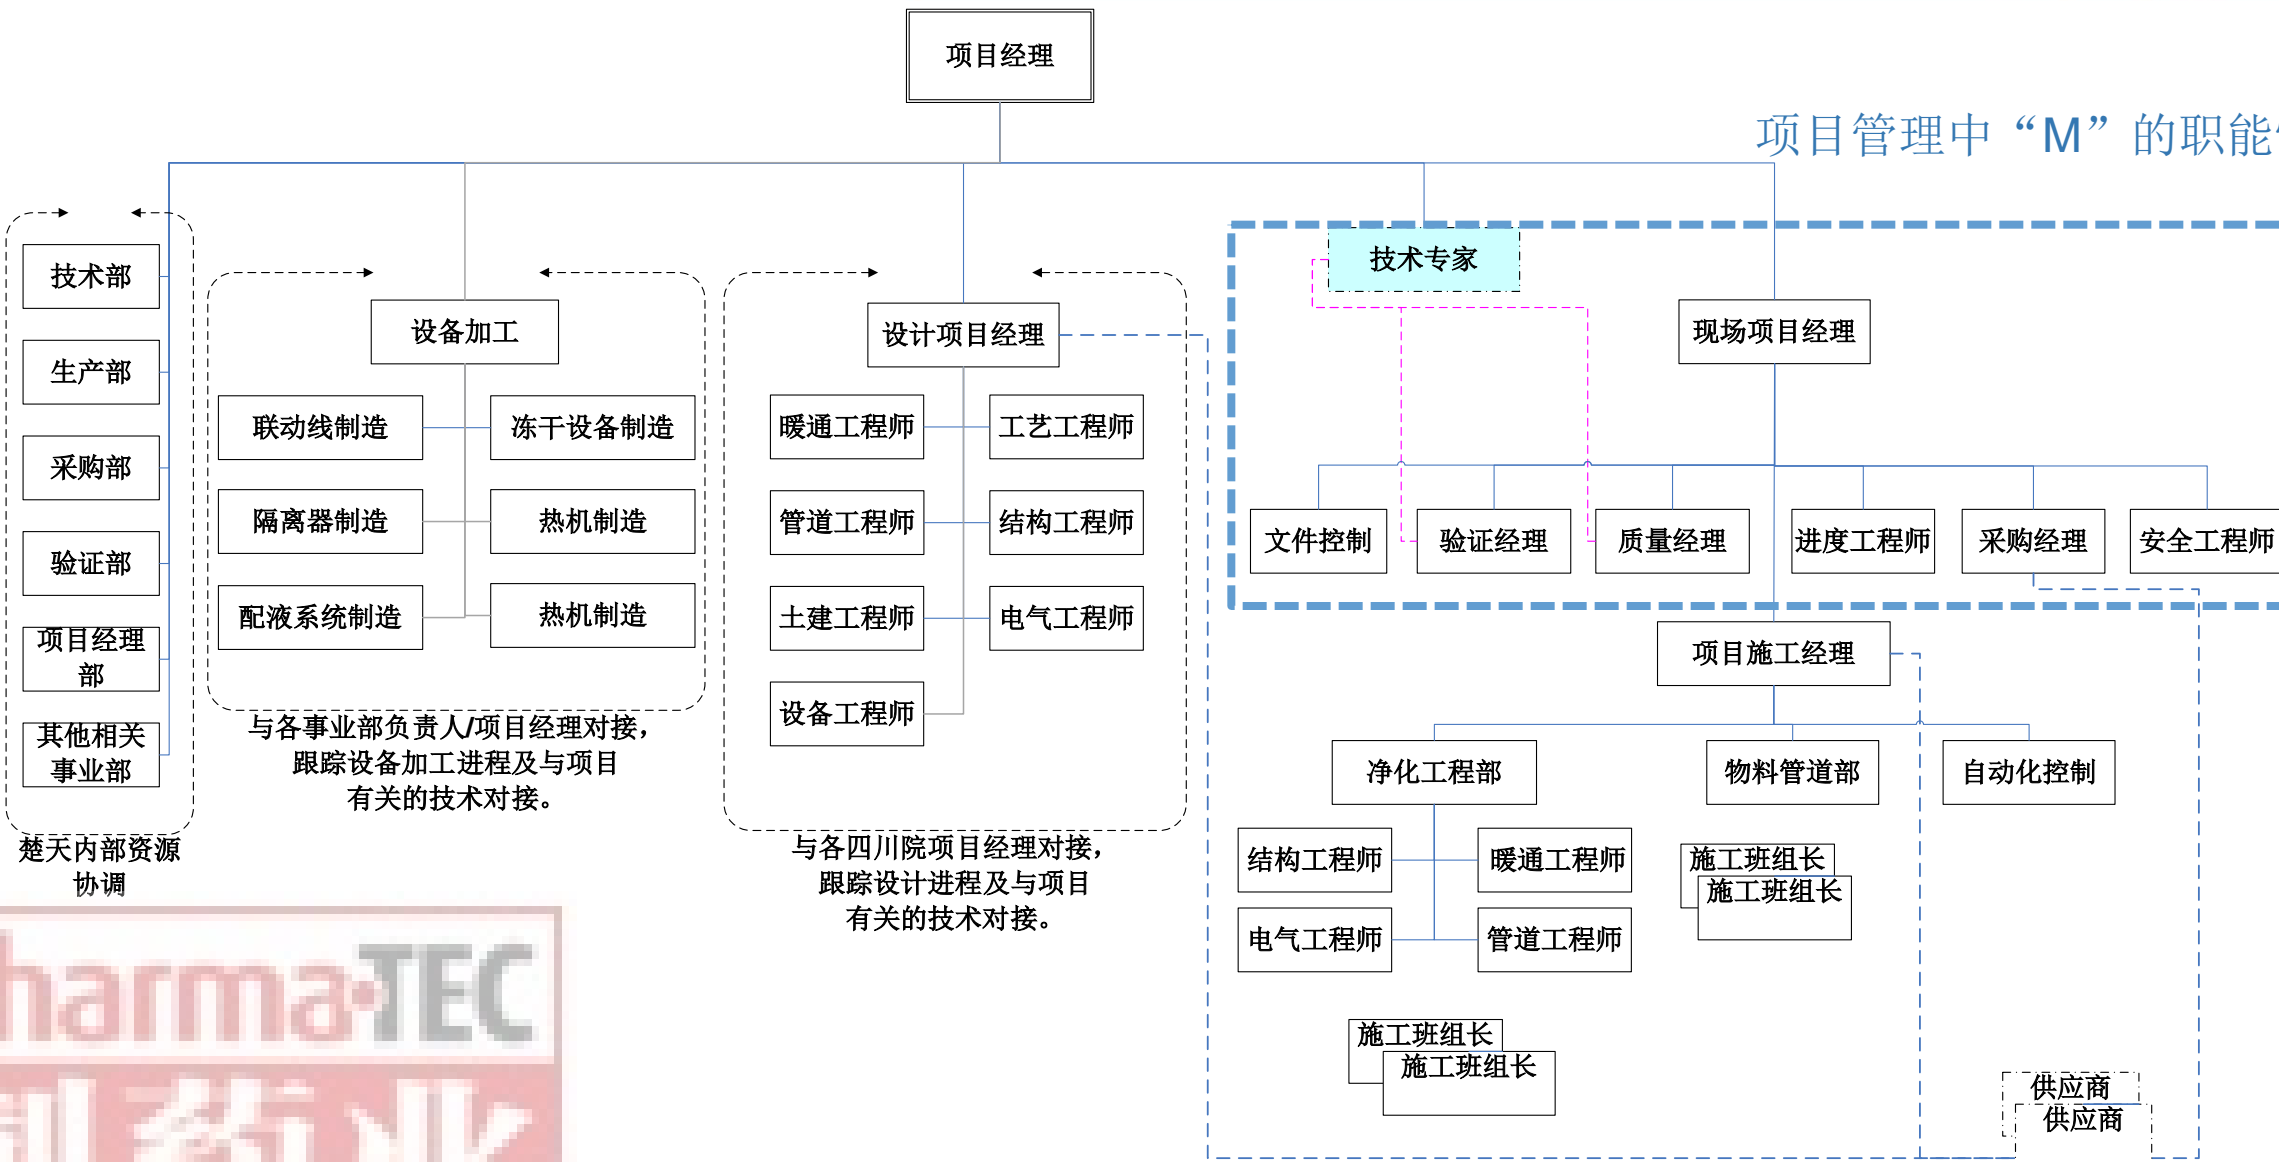 项目经理
项目管理中“M”的职能
技术部
生产部
采购部
验证部
项目经理
部
其他相关
事业部
楚天内部资源
协调
设备加工
联动线制造
冻干设备制造
隔离器制造
热机制造
配液系统制造
热机制造
与各事业部负责人/项目经理对接,
跟踪设备加工进程及与项目
有关的技术对接。
设计项目经理
暖通工程师
工艺工程师
管道工程师
结构工程师
土建工程师
电气工程师
设备工程师
与各四川院项目经理对接,
跟踪设计进程及与项目
有关的技术对接。
技术专家
现场项目经理
文件控制
验证经理
质量经理
进度工程师
采购经理
安全工程师
项目施工经理
净化工程部
物料管道部
自动化控制
结构工程师
暖通工程师
电气工程师
管道工程师
施工班组长
施工班组长
施工班组长
施工班组长
供应商
供应商
harma·TEC
制药业